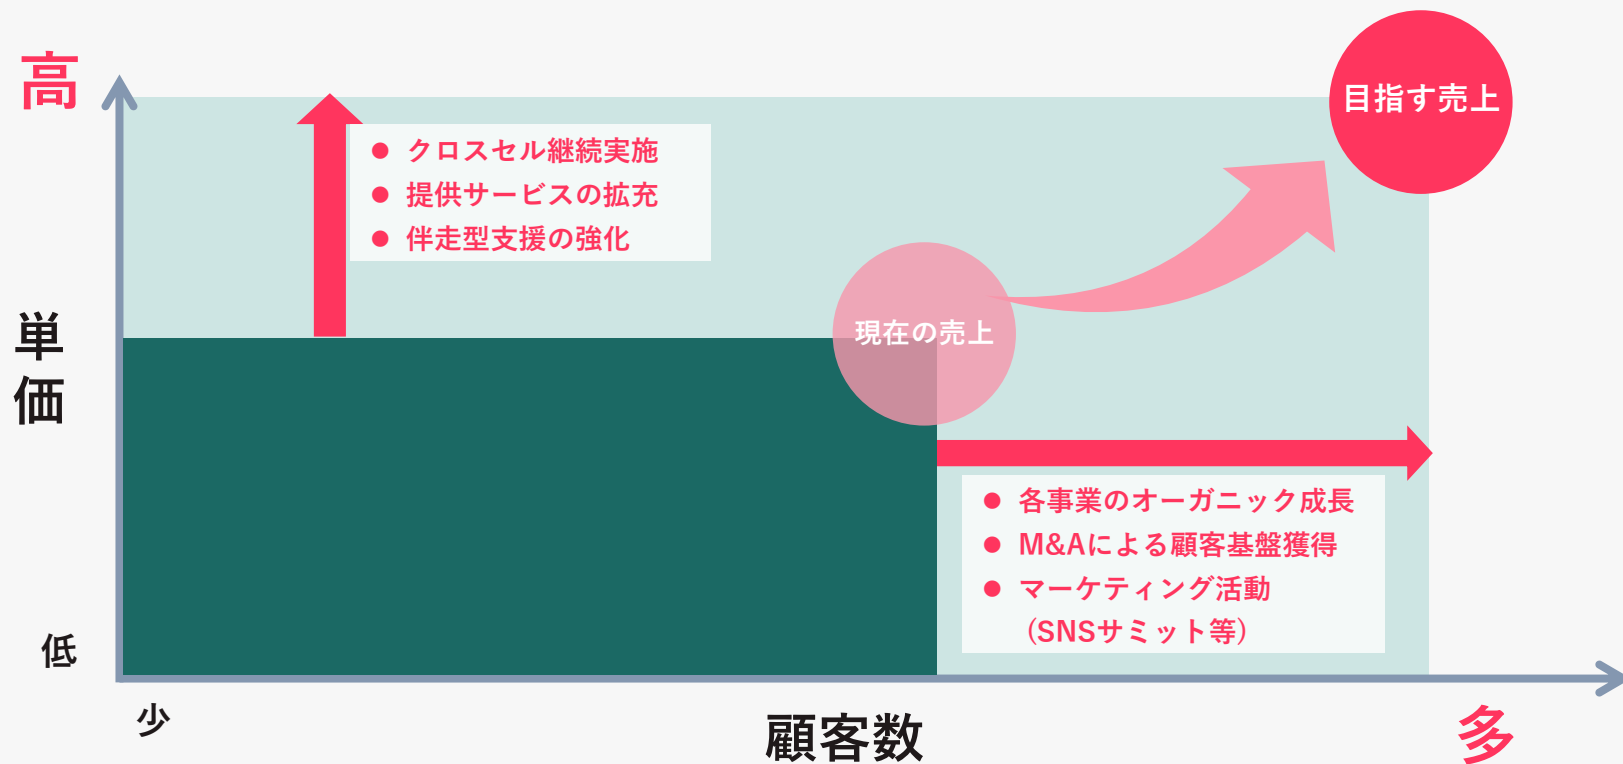 高
目指す売上
クロスセル継続実施
提供サービスの拡充
伴走型支援の強化
単価
現在の売上
各事業のオーガニック成長
M&Aによる顧客基盤獲得
マーケティング活動
（SNSサミット等）
低
少
顧客数
多